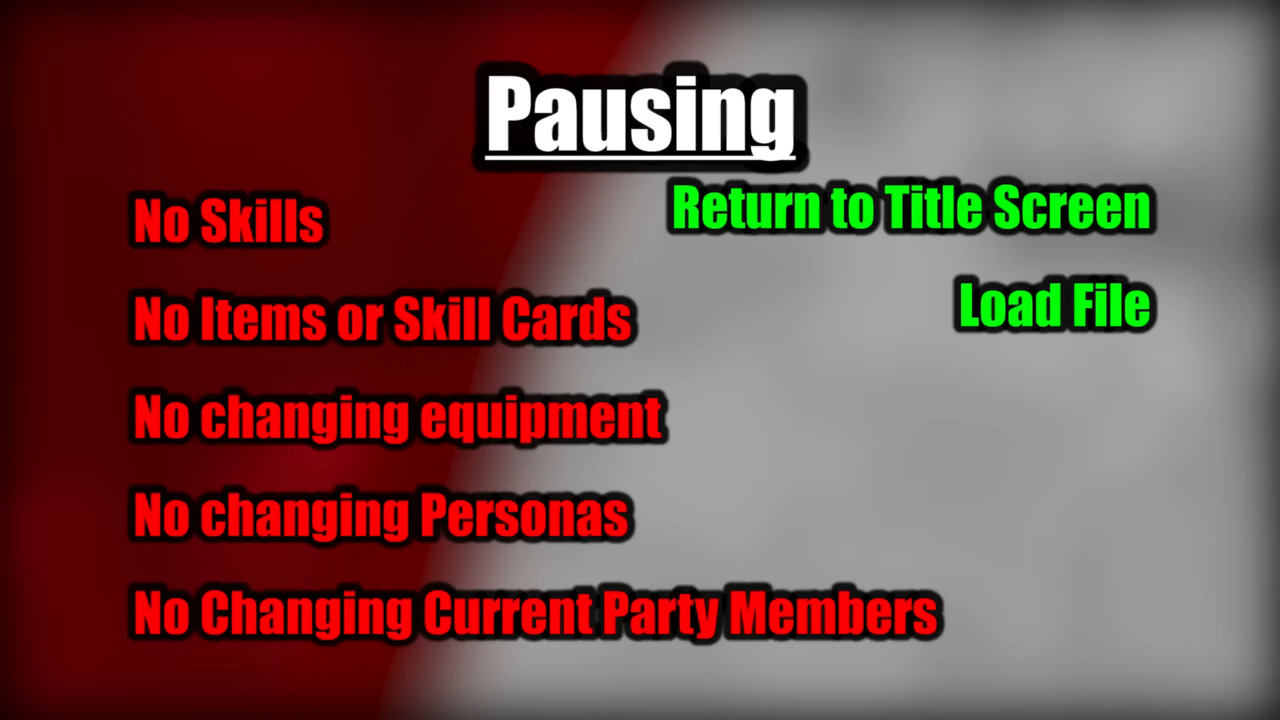 Pausing
No Skills
No Items or Skill Cards
No changing equipment
No changing Personas
No Changing Current Party Members
Return to Title Screen
Load File